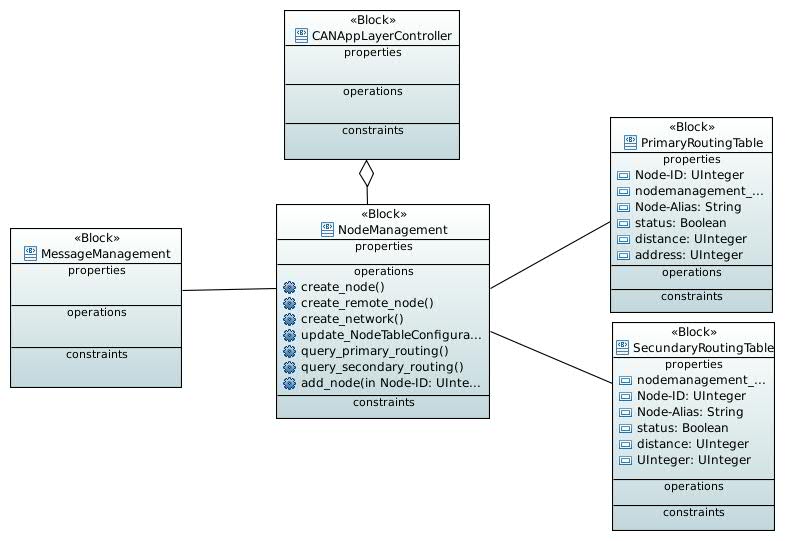 «Block»
CANAppLayerController
properties
operations
constraints
«Block»
MessageManagement
properties
operations
constraints
«Block»
NodeManagement
properties
operations
create_node()
create_remote_node()
create_network()
update_NodeTableConfigura...
query_primary_routing()
query_secondary_routing()
add_node(in Node-ID: UInte...
constraints
«Block»
PrimaryRoutingTable
properties
Node-ID: UInteger
nodemanagement_...
Node-Alias: String
status: Boolean
distance: UInteger
address: UInteger
operations
constraints
«Block»
SecundaryRoutingTable
properties
nodemanagement_...
Node-ID: UInteger
Node-Alias: String
status: Boolean
distance: UInteger
UInteger: UInteger
operations
constraints